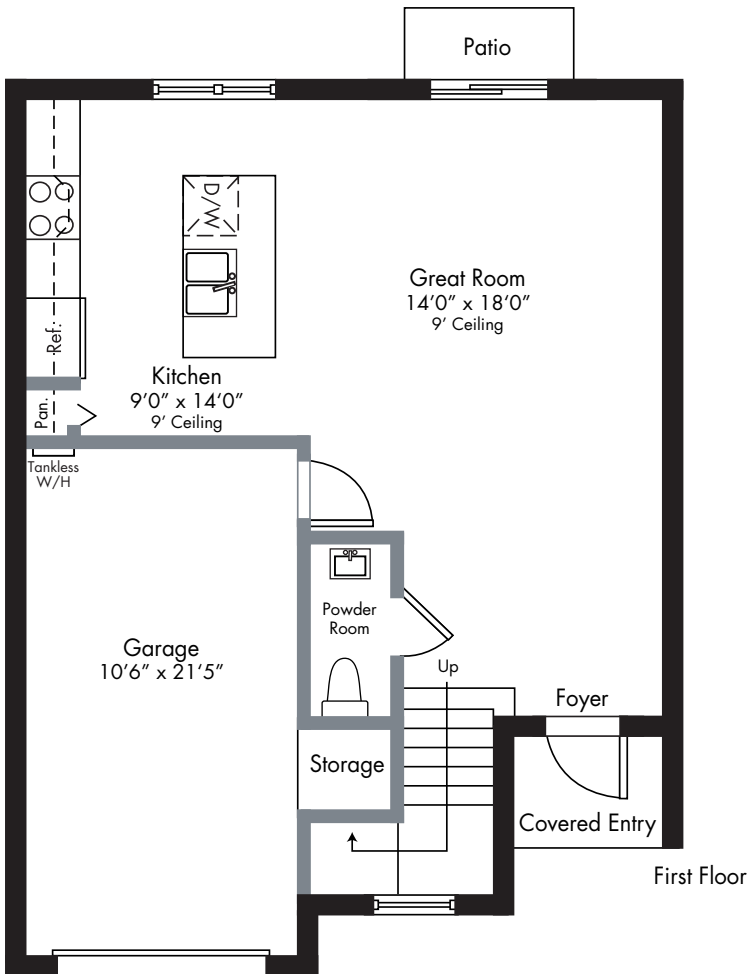 Patio
D/W
Great Room
14’0” x 18’0”
9’ Ceiling
Ref.
Kitchen
9’0” x 14’0”
9’ Ceiling
Pan.
Tankless
W/H
Powder
Room
Garage
10’6” x 21’5”
Up
Foyer
Storage
Covered Entry
First Floor